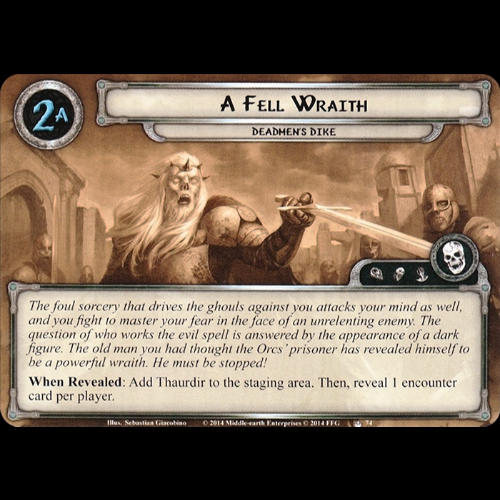 2A
A Fell Wraith
Deadmen's Dike
The foul sorcery that drives the ghouls against you attacks your mind as well,
and you fight to master your fear in the face of an unrelenting enemy. The
question of who works the evil spell is answered by the appearance of a dark
figure. The old man you had thought the Orcs' prisoner has revealed himself to
be a powerful wraith. He must be stopped!
When Revealed: Add Thaurdir to the staging area. Then, reveal 1 encounter
card per player.
Illus. Sebastian Giacobino © 2014 Middle-earth Enterprises © 2014 FFG 74